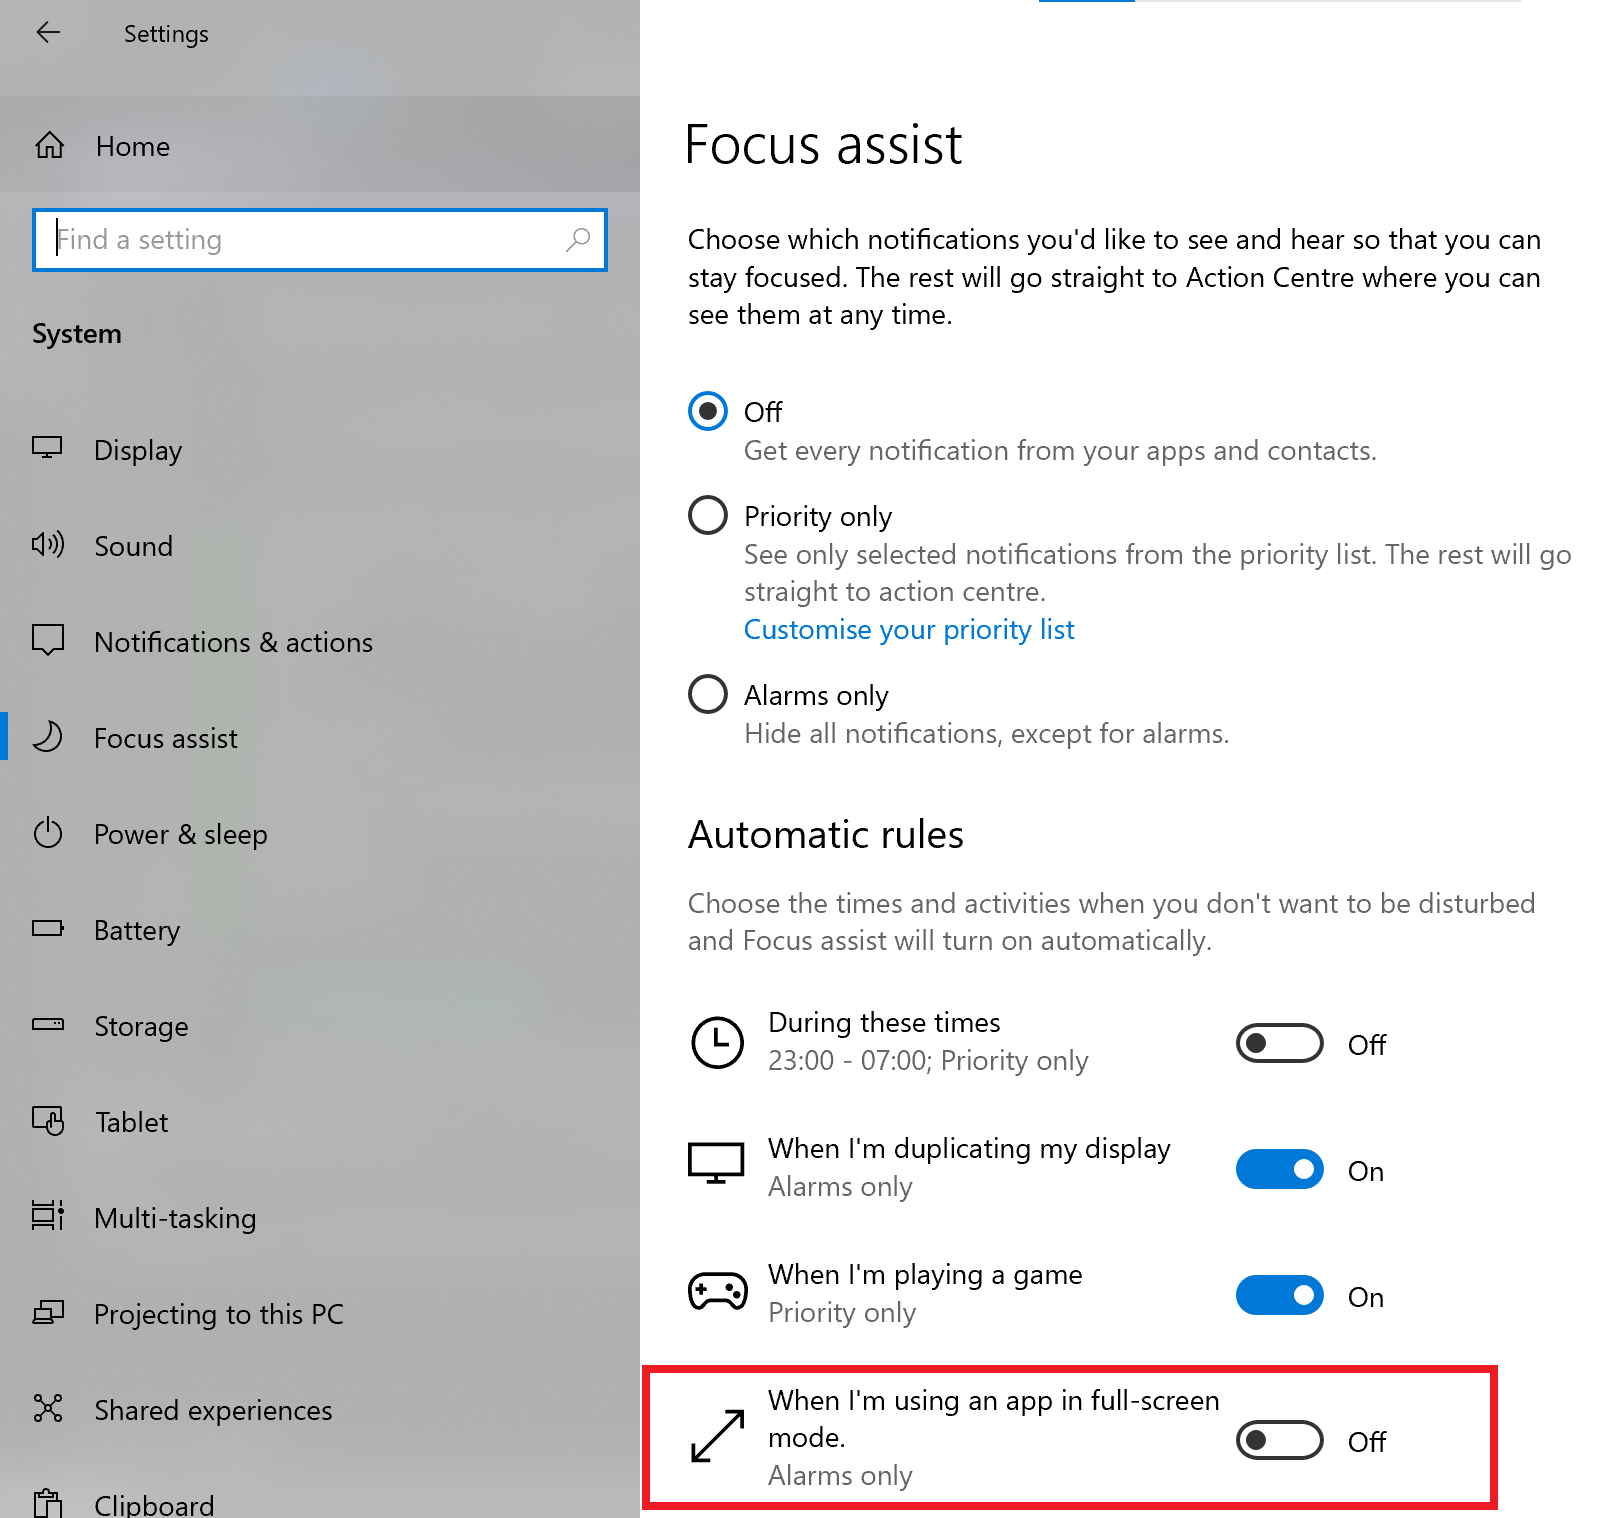 Settings
Home
Find a setting
System
Display
Sound
Notifications & actions
Focus assist
Power & sleep
Battery
Storage
Tablet
Multi-tasking
Projecting to this PC
Shared experiences
Clipboard
Focus assist
Choose which notifications you'd like to see and hear so that you can
stay focused. The rest will go straight to Action Centre where you can
see them at any time.
Off
Get every notification from your apps and contacts.
Priority only
See only selected notifications from the priority list. The rest will go
straight to action centre.
Customise your priority list
Alarms only
Hide all notifications, except for alarms.
Automatic rules
Choose the times and activities when you don't want to be disturbed
and Focus assist will turn on automatically.
During these times
23:00 - 07:00; Priority only
Off
When I'm duplicating my display
Alarms only
On
When I'm playing a game
Priority only
On
When I'm using an app in full-screen
mode.
Alarms only
Off